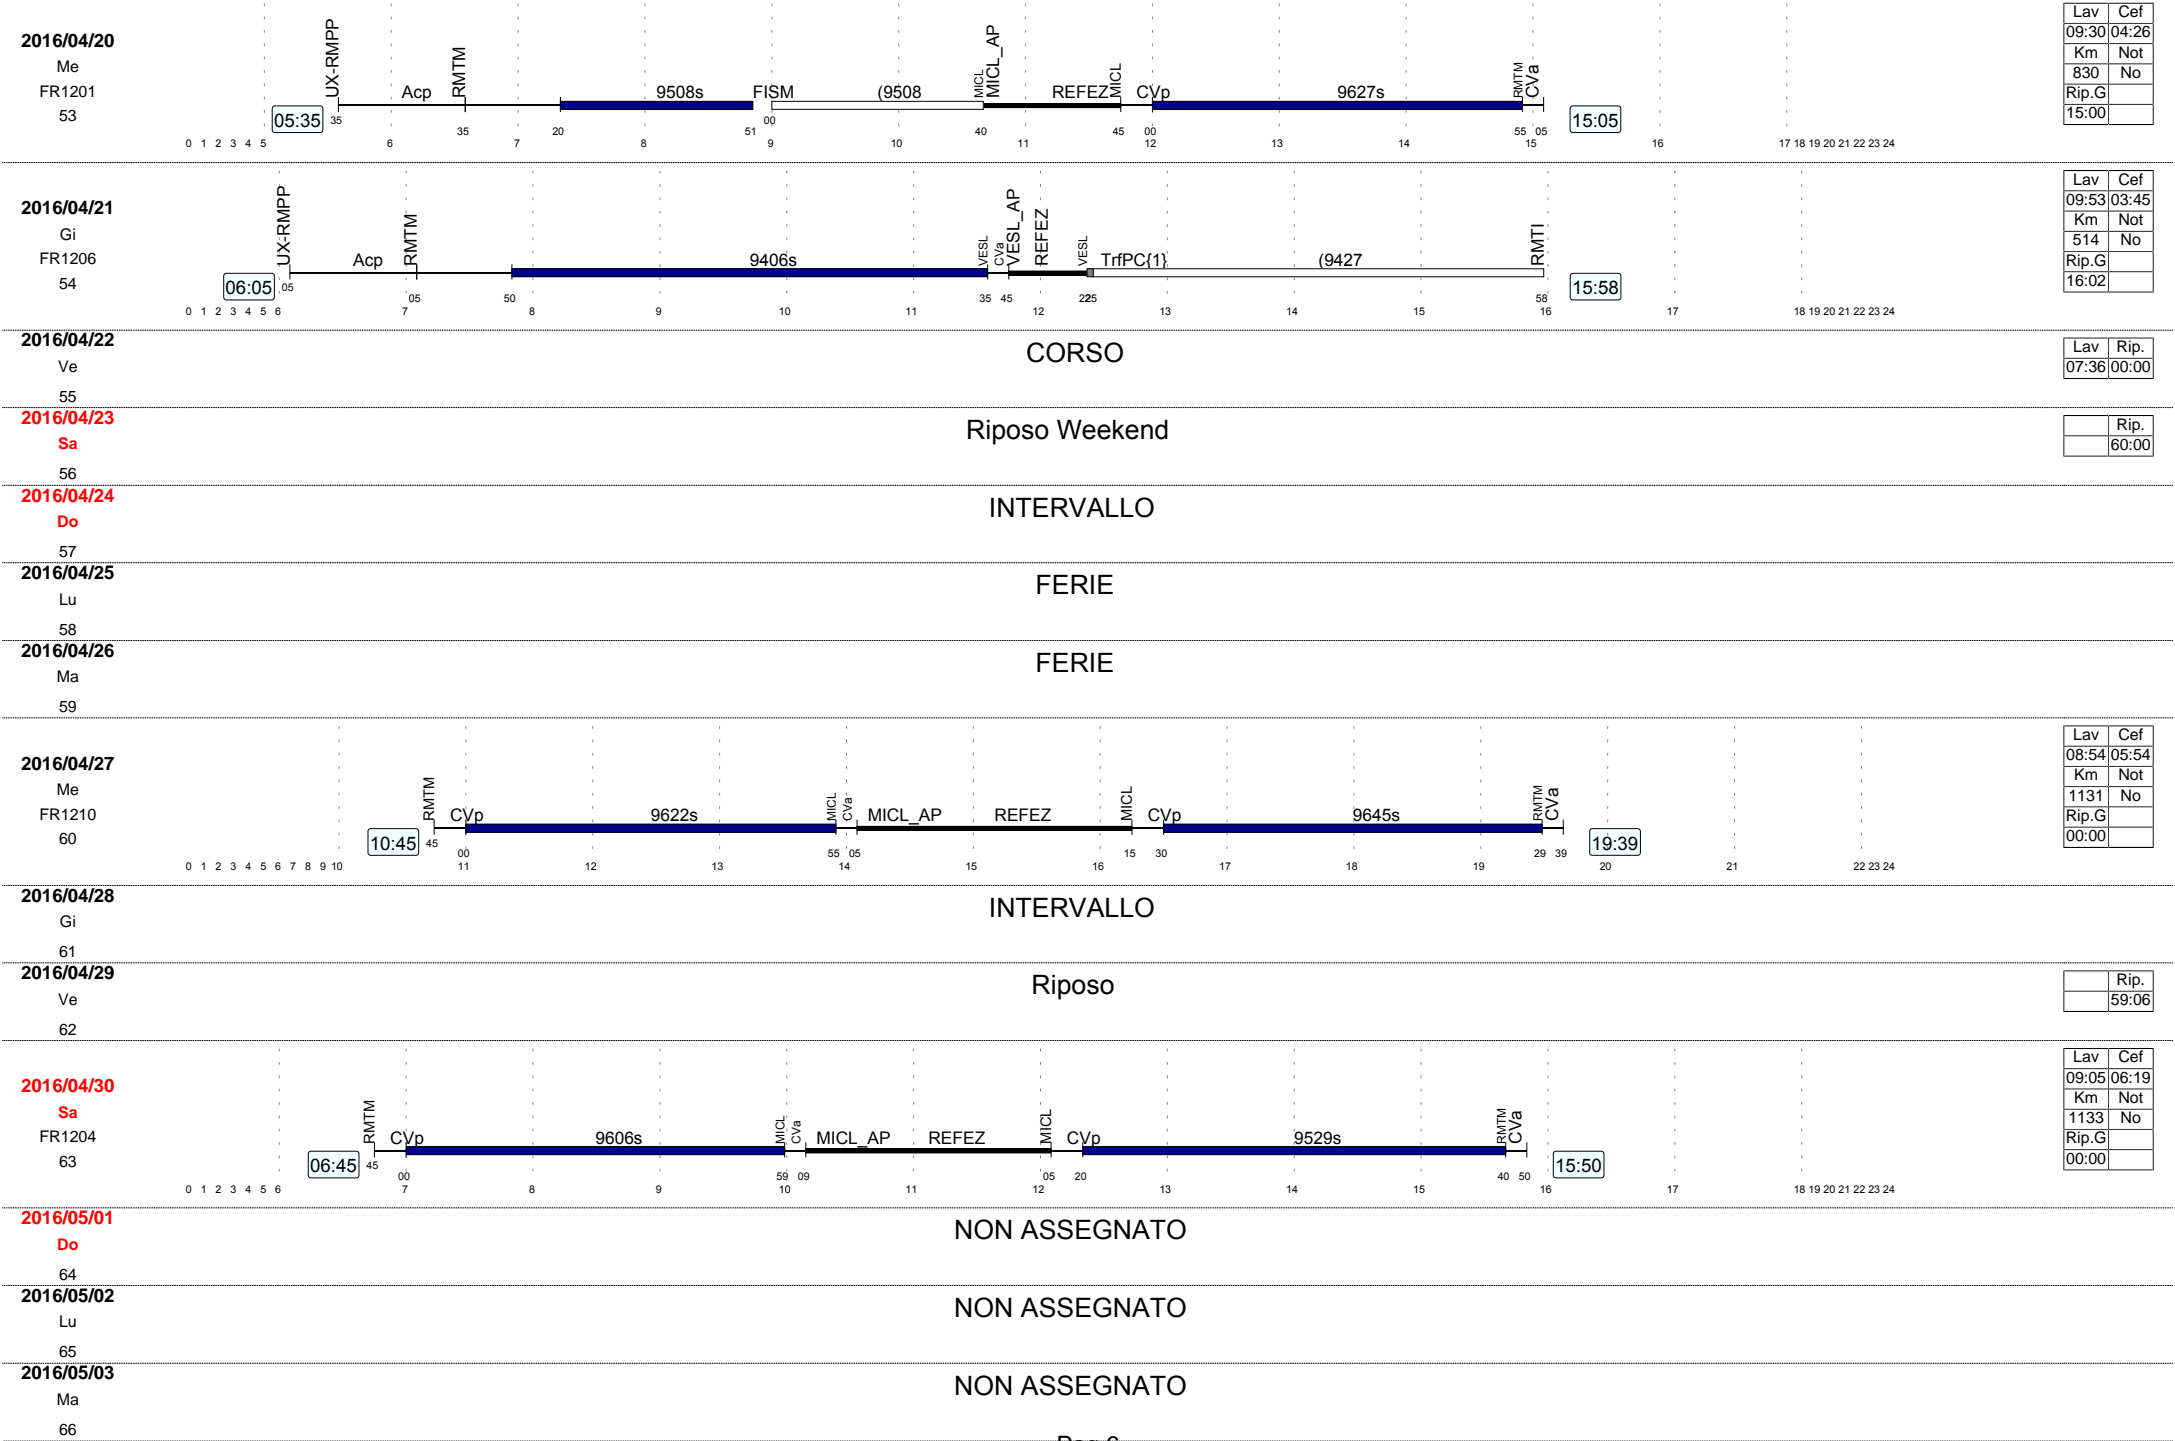 2016/04/20
Me
FR1201
53
05:35
UX-RMPP
Acp
RMTM
9508s
FISM
(9508
MICL
MICL_AP
REFEZ
MICL
CVp
9627s
RMTM
CVa
15:05
35 35 20 51 00 40 45 00 55 05
0 1 2 3 4 5 6 7 8 9 10 11 12 13 14 15 16 17 18 19 20 21 22 23 24
Lav Cef
09:30 04:26
Km Not
830 No
Rip.G
15:00
2016/04/21
Gi
FR1206
54
06:05
UX-RMPP
Acp
RMTM
9406s
VESL
CVa
VESL_AP
REFEZ
VESL
TrfPC{1}
(9427
RMTI
15:58
05 05 50 35 45 22 25 58
0 1 2 3 4 5 6 7 8 9 10 11 12 13 14 15 16 17 18 19 20 21 22 23 24
Lav Cef
09:53 03:45
Km Not
514 No
Rip.G
16:02
2016/04/22
Ve
55
CORSO
Lav Rip.
07:36 00:00
2016/04/23
Sa
56
Riposo Weekend
Rip.
60:00
2016/04/24
Do
57
INTERVALLO
2016/04/25
Lu
58
FERIE
2016/04/26
Ma
59
FERIE
2016/04/27
Me
FR1210
60
10:45
RMTM
CVp
9622s
MICL
CVa
MICL_AP
REFEZ
MICL
CVp
9645s
RMTM
CVa
19:39
45 00 55 05 15 30 29 39
0 1 2 3 4 5 6 7 8 9 10 11 12 13 14 15 16 17 18 19 20 21 22 23 24
Lav Cef
08:54 05:54
Km Not
1131 No
Rip.G
00:00
2016/04/28
Gi
61
INTERVALLO
2016/04/29
Ve
62
Riposo
Rip.
59:06
2016/04/30
Sa
FR1204
63
06:45
RMTM
CVp
9606s
MICL
CVa
MICL_AP
REFEZ
MICL
CVp
9529s
RMTM
CVa
15:50
45 00 59 09 05 20 40 50
0 1 2 3 4 5 6 7 8 9 10 11 12 13 14 15 16 17 18 19 20 21 22 23 24
Lav Cef
09:05 06:19
Km Not
1133 No
Rip.G
00:00
2016/05/01
Do
64
NON ASSEGNATO
2016/05/02
Lu
65
NON ASSEGNATO
2016/05/03
Ma
66
NON ASSEGNATO